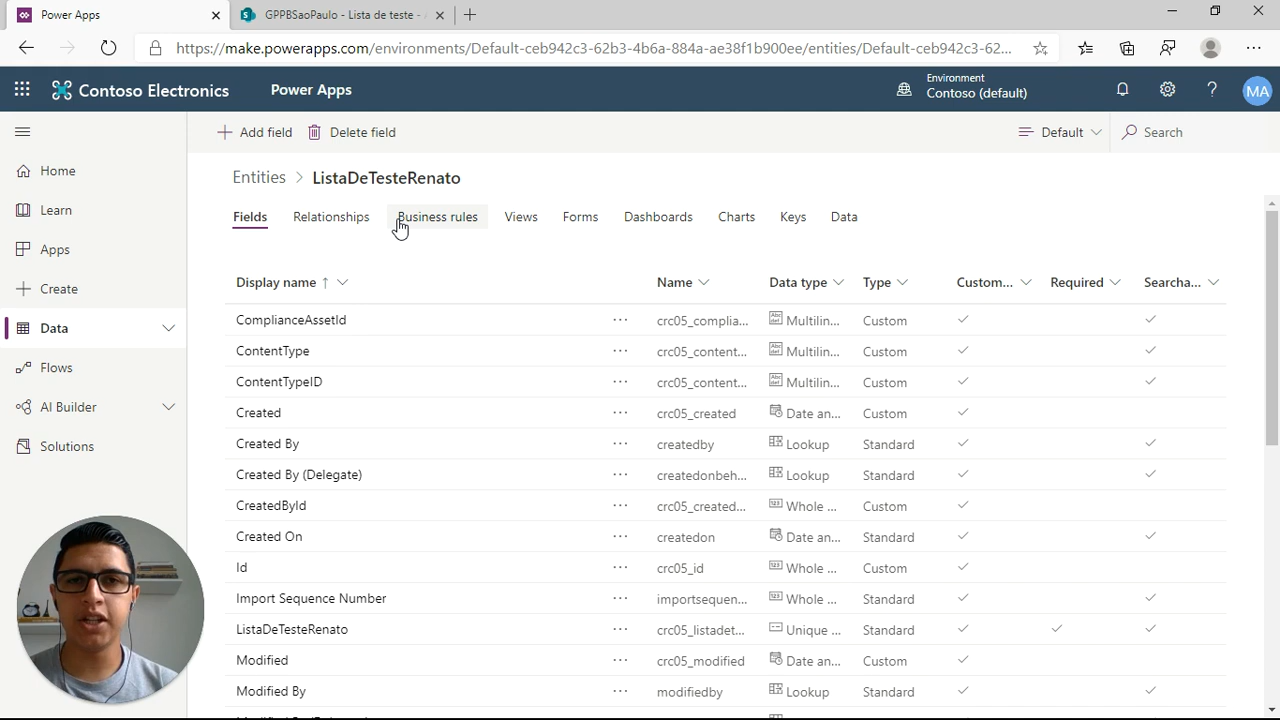 Power Apps
GPPBSaoPaulo - Lista de teste -
https://make.powerapps.com/environments/Default-ceb942c3-62b3-4b6a-884a-ae38f1b900ee/entities/Default-ceb942c3-62...
Contoso Electronics
Power Apps
Environment
Contoso (default)
MA
Add field
Delete field
Default
Search
Home
Learn
Apps
Create
Data
Flows
AI Builder
Solutions
Entities > ListaDeTesteRenato
Fields Relationships Business rules Views Forms Dashboards Charts Keys Data
Display name ↑ Name Data type Type Custom... Required Searcha...
ComplianceAssetId ··· crc05_complia... Multilin... Custom
ContentType ··· crc05_content... Multilin... Custom
ContentTypeID ··· crc05_content... Multilin... Custom
Created ··· crc05_created Date an... Custom
Created By ··· createdby Lookup Standard
Created By (Delegate) ··· createdonbeh... Lookup Standard
CreatedById ··· crc05_created... Whole ... Custom
Created On ··· createdon Date an... Standard
Id ··· crc05_id Whole ... Custom
Import Sequence Number ··· importsequen... Whole ... Standard
ListaDeTesteRenato ··· crc05_listadet... Unique ... Standard
Modified ··· crc05_modified Date an... Custom
Modified By ··· modifiedby Lookup Standard